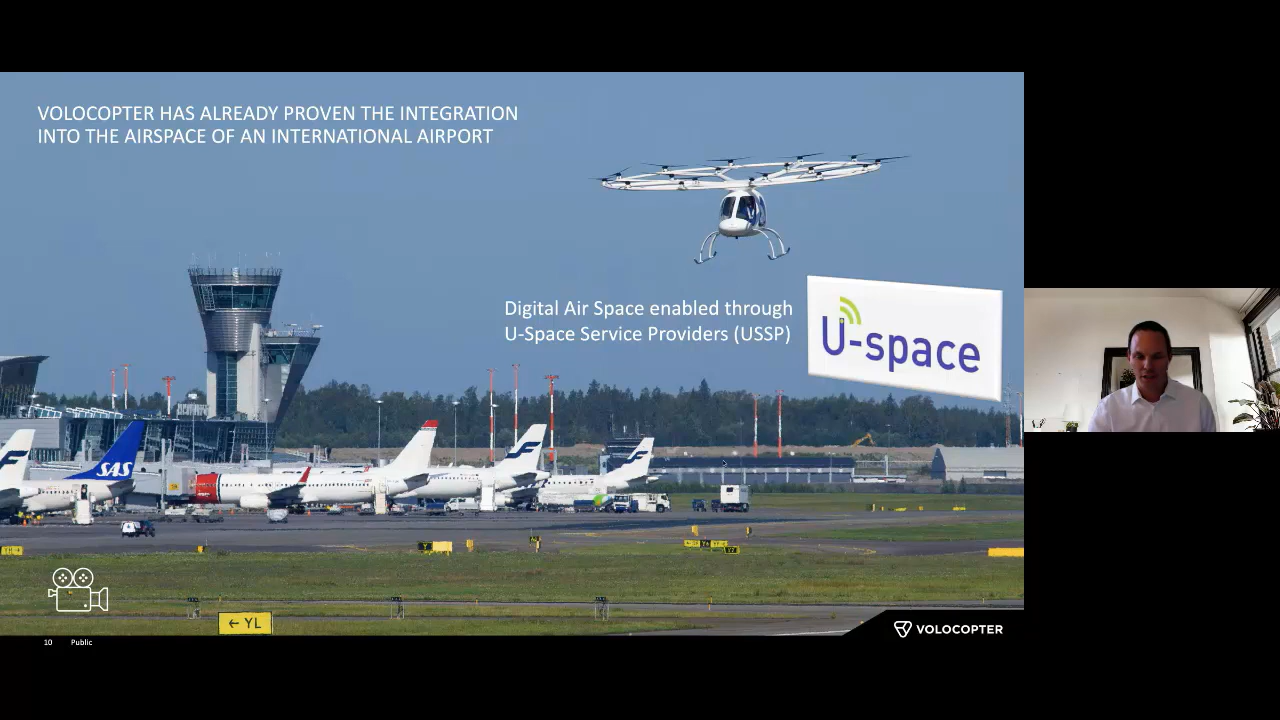 VOLOCOPTER HAS ALREADY PROVEN THE INTEGRATION
INTO THE AIRSPACE OF AN INTERNATIONAL AIRPORT
Digital Air Space enabled through
U-Space Service Providers (USSP)
U-space
SAS
← YL
10 Public
VOLOCOPTER